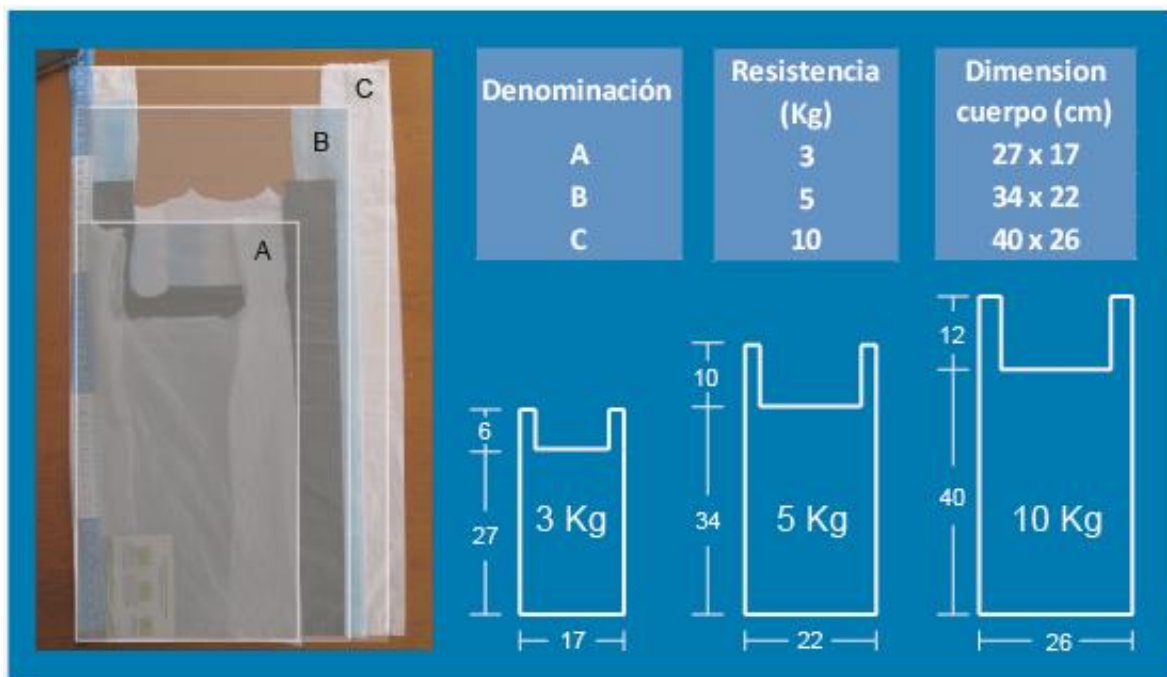 C
B
A
Denominación
A
B
C
Resistencia
(Kg)
3
5
10
Dimension
cuerpo (cm)
27 x 17
34 x 22
40 x 26
6
27
3 Kg
17
10
34
5 Kg
22
12
40
10 Kg
26